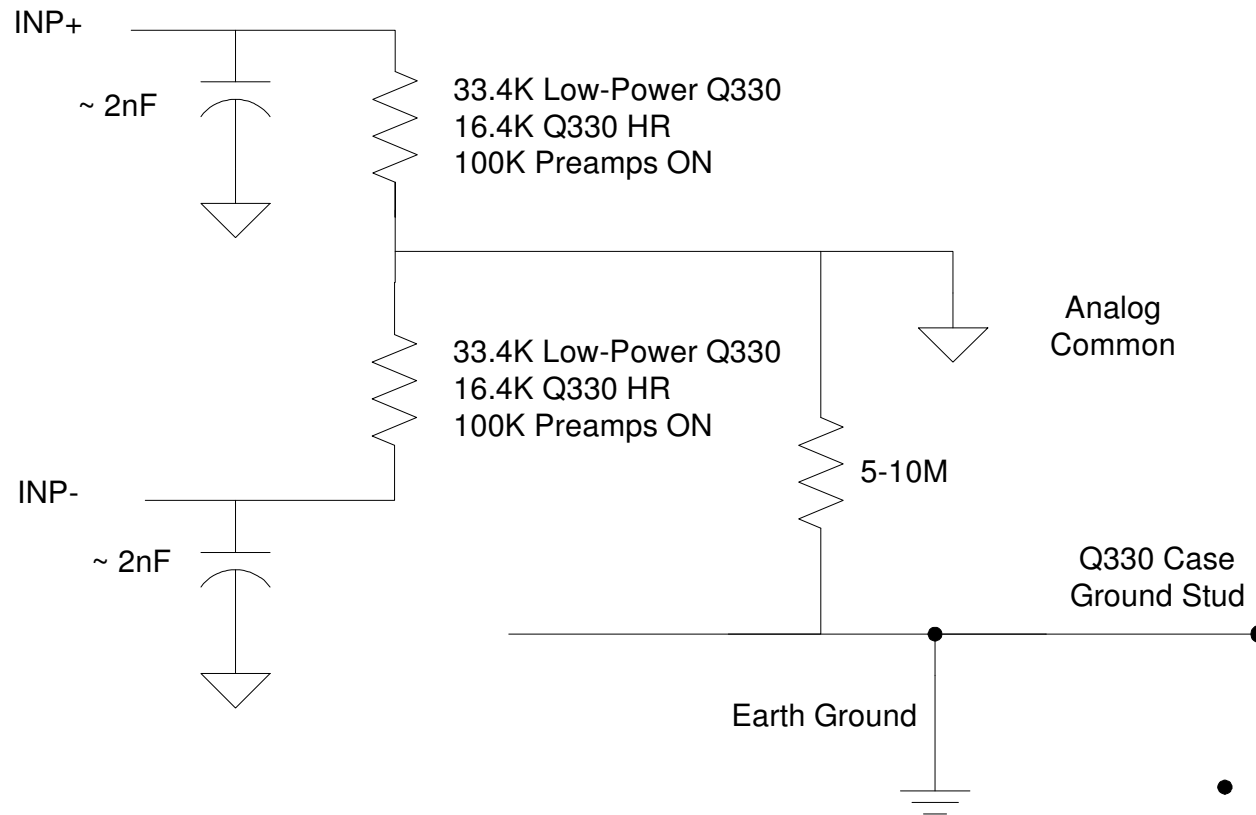 INP+
~ 2nF
33.4K Low-Power Q330
16.4K Q330 HR
100K Preamps ON
Analog
Common
33.4K Low-Power Q330
16.4K Q330 HR
100K Preamps ON
5-10M
INP-
~ 2nF
Q330 Case
Ground Stud
Earth Ground